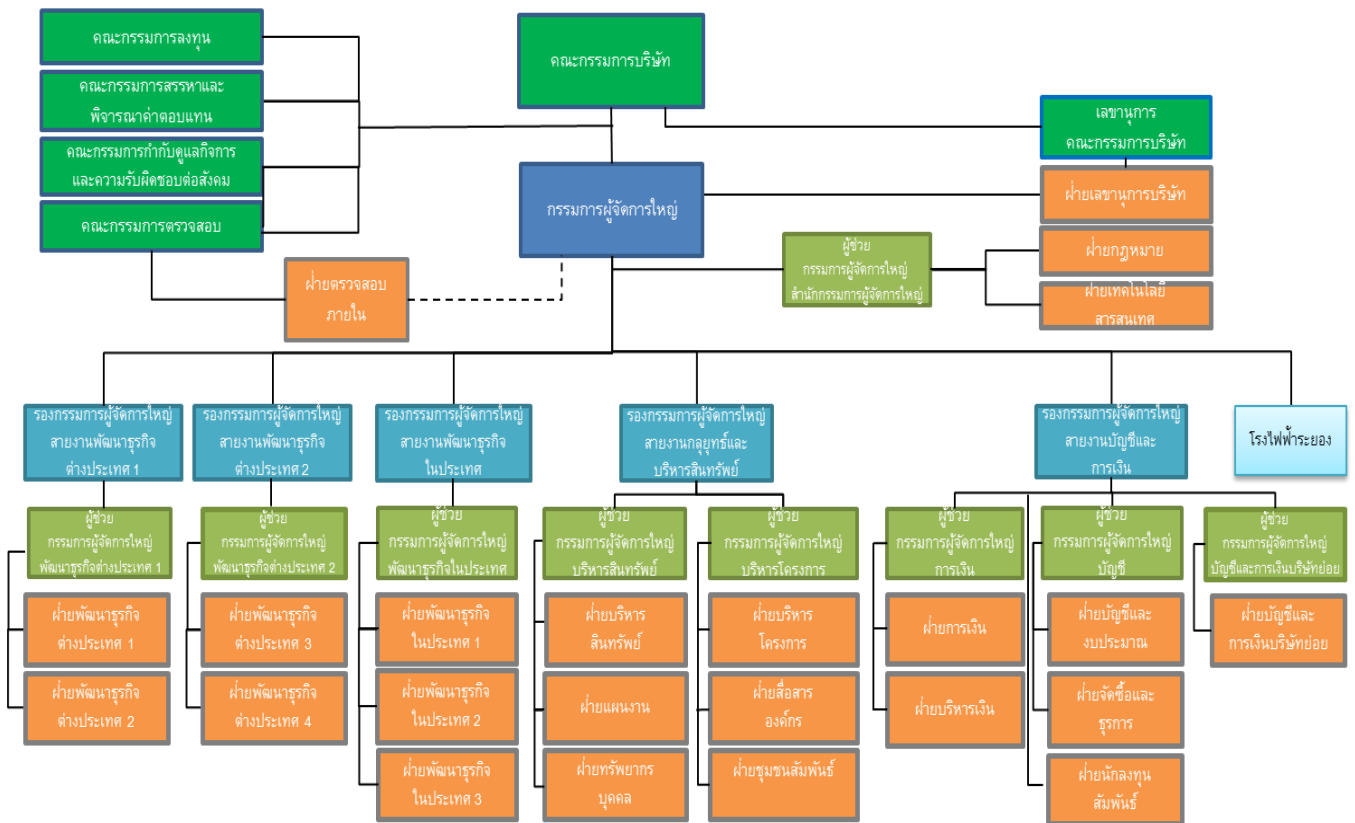 คณะกรรมการลงทุน
คณะกรรมการบริษัท
คณะกรรมการสรรหาและ
พิจารณาค่าตอบแทน
เลขานุการ
คณะกรรมการบริษัท
คณะกรรมการกำกับดูแลกิจการ
และความรับผิดชอบต่อสังคม
คณะกรรมการตรวจสอบ
กรรมการผู้จัดการใหญ่
ฝ่ายเลขานุการบริษัท
ฝ่ายตรวจสอบ
ภายใน
ผู้ช่วย
กรรมการผู้จัดการใหญ่
สำนักกรรมการผู้จัดการใหญ่
ฝ่ายกฎหมาย
ฝ่ายเทคโนโลยี
สารสนเทศ
รองกรรมการผู้จัดการใหญ่
สายงานพัฒนาธุรกิจ
ต่างประเทศ 1
รองกรรมการผู้จัดการใหญ่
สายงานพัฒนาธุรกิจ
ต่างประเทศ 2
รองกรรมการผู้จัดการใหญ่
สายงานพัฒนาธุรกิจ
ในประเทศ
รองกรรมการผู้จัดการใหญ่
สายงานกลุยุทธ์และ
บริหารสินทรัพย์
รองกรรมการผู้จัดการใหญ่
สายงานบัญชีและ
การเงิน
โรงไฟฟ้าระยอง
ผู้ช่วย
กรรมการผู้จัดการใหญ่
พัฒนาธุรกิจต่างประเทศ 1
ผู้ช่วย
กรรมการผู้จัดการใหญ่
พัฒนาธุรกิจต่างประเทศ 2
ผู้ช่วย
กรรมการผู้จัดการใหญ่
พัฒนาธุรกิจในประเทศ
ผู้ช่วย
กรรมการผู้จัดการใหญ่
บริหารสินทรัพย์
ผู้ช่วย
กรรมการผู้จัดการใหญ่
บริหารโครงการ
ผู้ช่วย
กรรมการผู้จัดการใหญ่
การเงิน
ผู้ช่วย
กรรมการผู้จัดการใหญ่
บัญชี
ผู้ช่วย
กรรมการผู้จัดการใหญ่
บัญชีและการเงินบริษัทย่อย
ฝ่ายพัฒนาธุรกิจ
ต่างประเทศ 1
ฝ่ายพัฒนาธุรกิจ
ต่างประเทศ 3
ฝ่ายพัฒนาธุรกิจ
ในประเทศ 1
ฝ่ายบริหาร
สินทรัพย์
ฝ่ายบริหาร
โครงการ
ฝ่ายการเงิน
ฝ่ายบัญชีและ
งบประมาณ
ฝ่ายบัญชีและ
การเงินบริษัทย่อย
ฝ่ายพัฒนาธุรกิจ
ต่างประเทศ 2
ฝ่ายพัฒนาธุรกิจ
ต่างประเทศ 4
ฝ่ายพัฒนาธุรกิจ
ในประเทศ 2
ฝ่ายแผนงาน
ฝ่ายสื่อสาร
องค์กร
ฝ่ายบริหารเงิน
ฝ่ายจัดซื้อและ
ธุรการ
ฝ่ายพัฒนาธุรกิจ
ในประเทศ 3
ฝ่ายทรัพยากร
บุคคล
ฝ่ายชุมชนสัมพันธ์
ฝ่ายนักลงทุน
สัมพันธ์